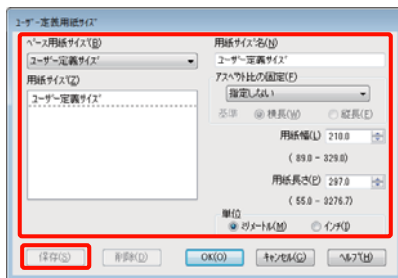 ﾕｰｻﾞｰ定義用紙ｻｲｽﾞ
ﾍﾞｰｽ用紙ｻｲｽﾞ(B)
ﾕｰｻﾞｰ定義ｻｲｽﾞ
用紙ｻｲｽﾞ(Z)
ﾕｰｻﾞｰ定義ｻｲｽﾞ
用紙ｻｲｽﾞ名(N)
ﾕｰｻﾞｰ定義ｻｲｽﾞ
ｱｽﾍﾟｸﾄ比の固定(F)
指定しない
基準 横長(W) 縦長(E)
用紙幅(L) 210.0
( 89.0 - 329.0)
用紙長さ(P) 297.0
( 55.0 - 3276.7)
単位
ﾐﾘﾒｰﾄﾙ(M) ｲﾝﾁ(I)
保存(S) 削除(D) OK(O) ｷｬﾝｾﾙ(C) ﾍﾙﾌﾟ(H)